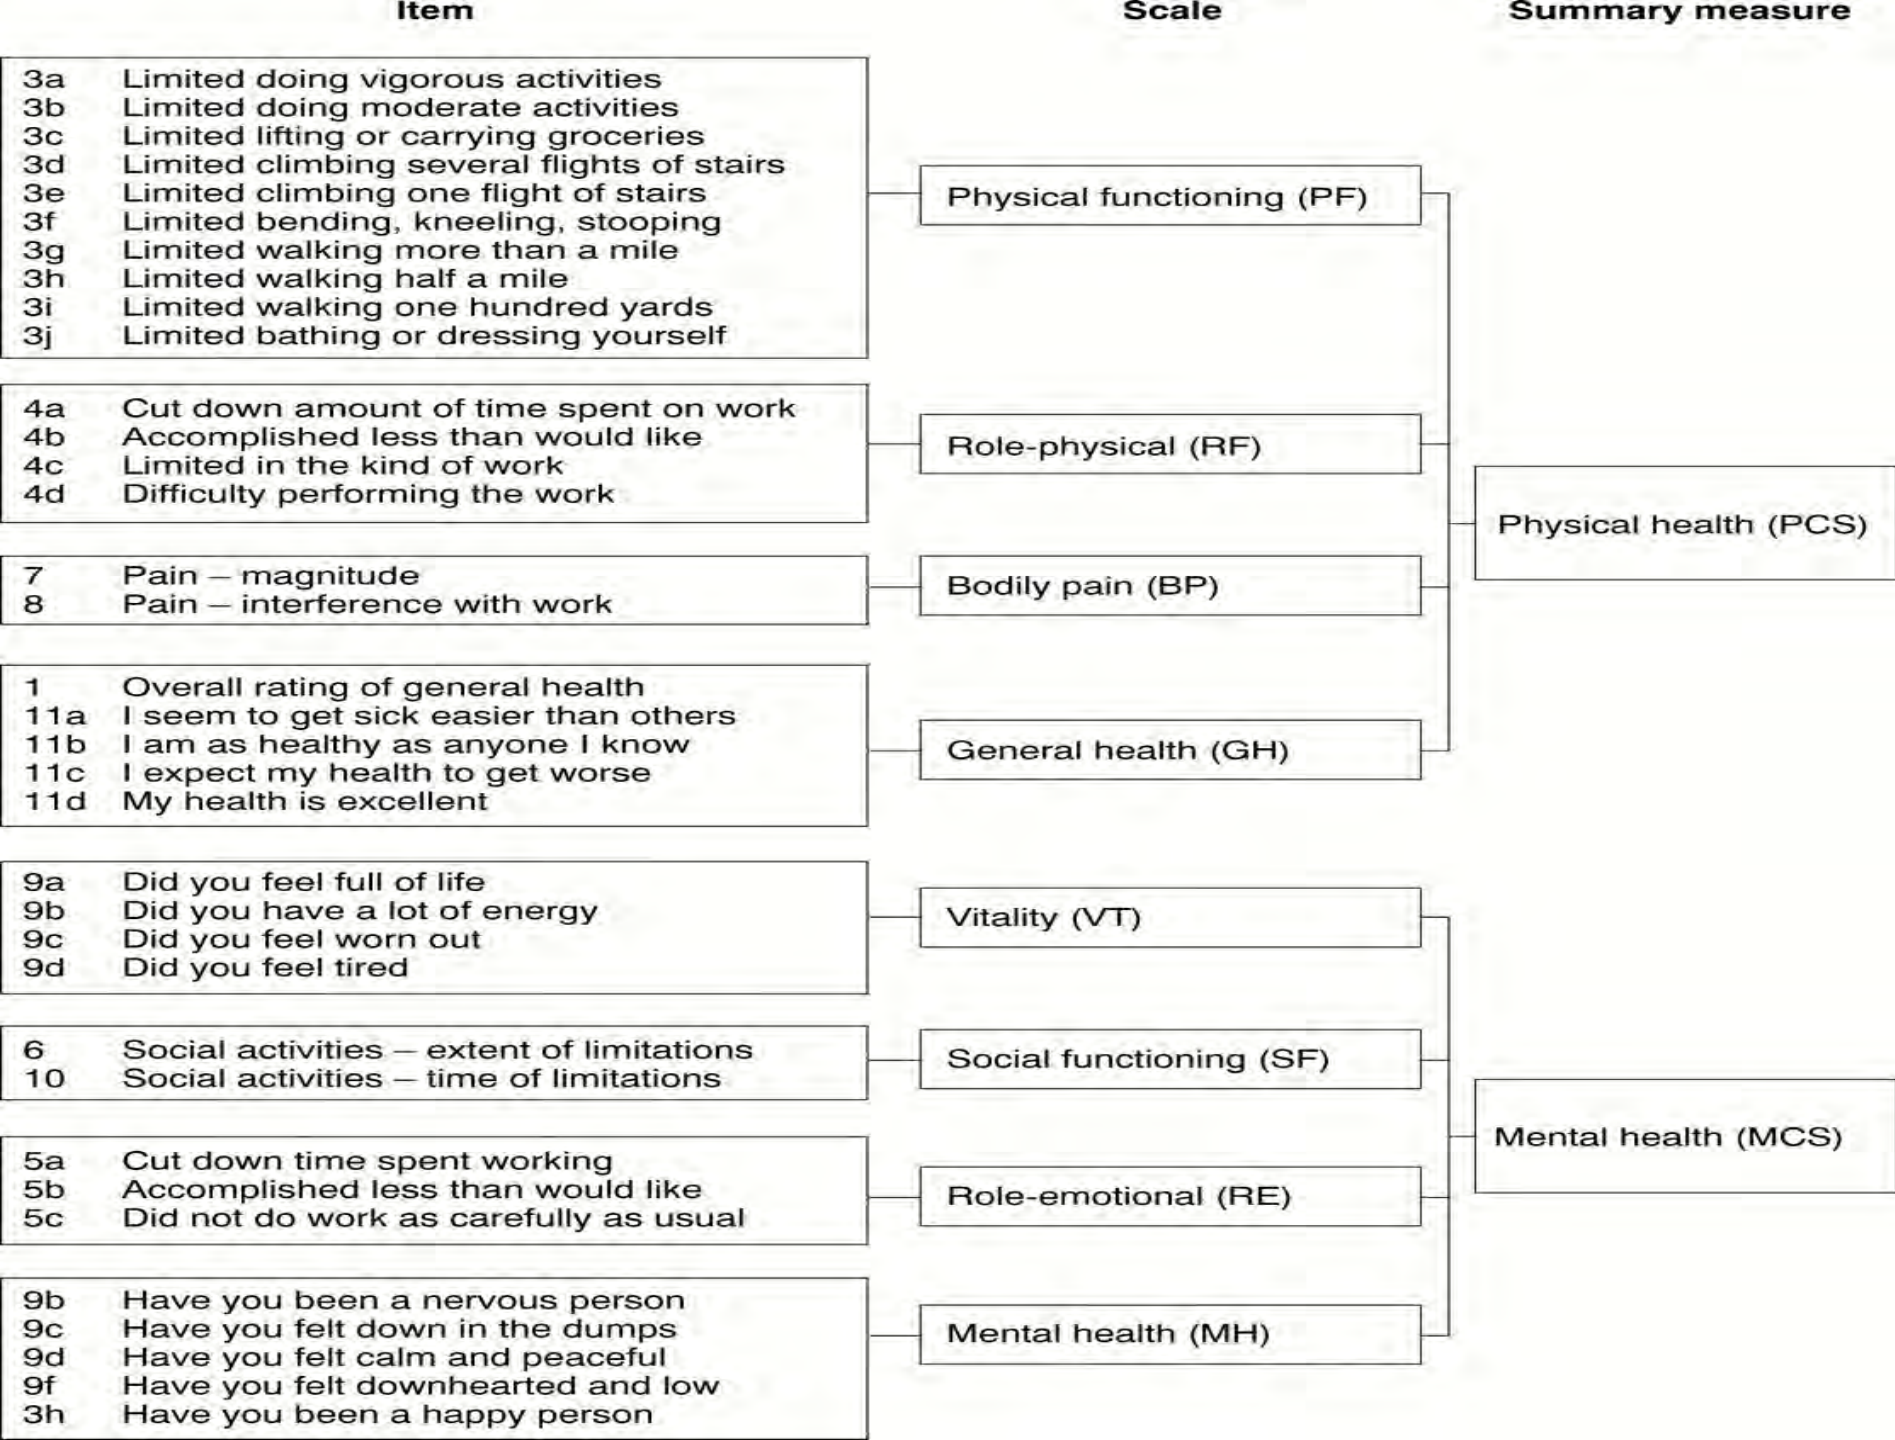 Item Scale Summary measure
3a Limited doing vigorous activities
3b Limited doing moderate activities
3c Limited lifting or carrying groceries
3d Limited climbing several flights of stairs
3e Limited climbing one flight of stairs
3f Limited bending, kneeling, stooping
3g Limited walking more than a mile
3h Limited walking half a mile
3i Limited walking one hundred yards
3j Limited bathing or dressing yourself
Physical functioning (PF)
4a Cut down amount of time spent on work
4b Accomplished less than would like
4c Limited in the kind of work
4d Difficulty performing the work
Role-physical (RF)
7 Pain – magnitude
8 Pain – interference with work
Bodily pain (BP)
1 Overall rating of general health
11a I seem to get sick easier than others
11b I am as healthy as anyone I know
11c I expect my health to get worse
11d My health is excellent
General health (GH)
Physical health (PCS)
9a Did you feel full of life
9b Did you have a lot of energy
9c Did you feel worn out
9d Did you feel tired
Vitality (VT)
6 Social activities – extent of limitations
10 Social activities – time of limitations
Social functioning (SF)
5a Cut down time spent working
5b Accomplished less than would like
5c Did not do work as carefully as usual
Role-emotional (RE)
9b Have you been a nervous person
9c Have you felt down in the dumps
9d Have you felt calm and peaceful
9f Have you felt downhearted and low
3h Have you been a happy person
Mental health (MH)
Mental health (MCS)